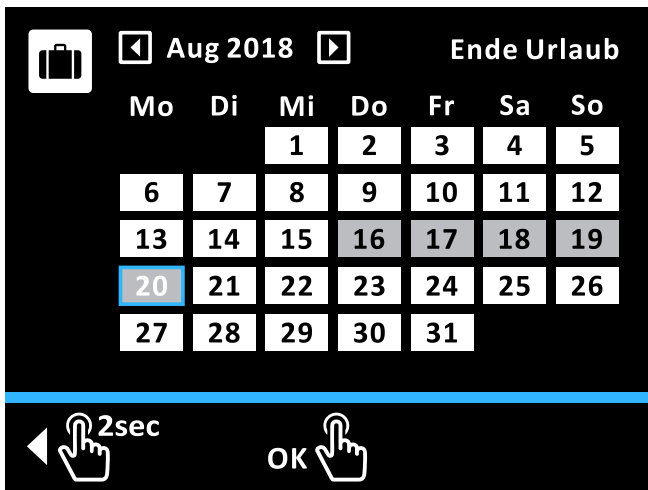 Aug 2018 Ende Urlaub
Mo Di Mi Do Fr Sa So
1 2 3 4 5
6 7 8 9 10 11 12
13 14 15 16 17 18 19
20 21 22 23 24 25 26
27 28 29 30 31
2sec
OK